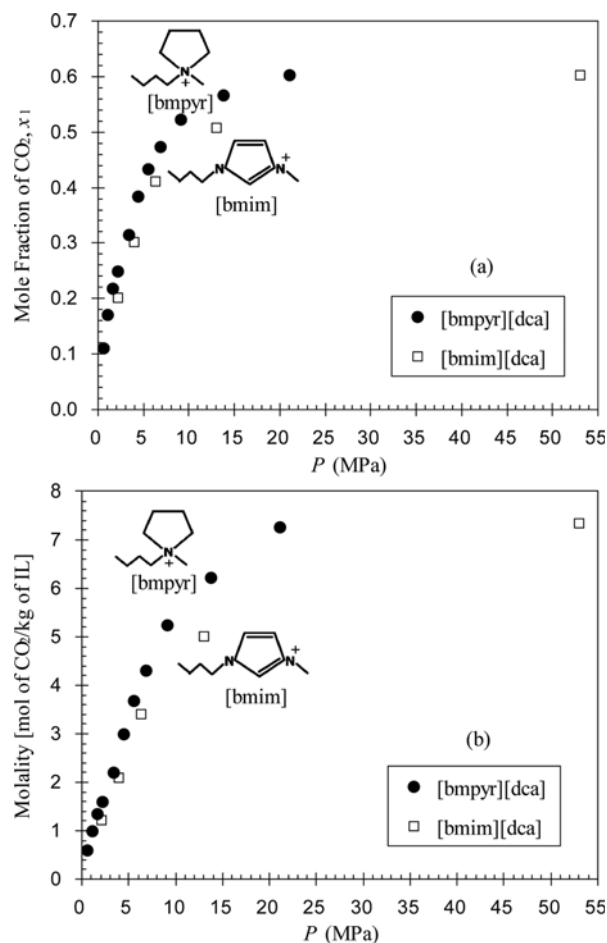 0.7
0.6
0.5
0.4
0.3
0.2
0.1
0.0
Mole Fraction of CO₂, x₁
N
+
[bmpyr]
N
N
+
[bmim]
(a)
[bmpyr][dca]
[bmim][dca]
0 5 10 15 20 25 30 35 40 45 50 55
P (MPa)
8
7
6
5
4
3
2
1
0
Molality [mol of CO₂/kg of IL]
N
+
[bmpyr]
N
N
+
[bmim]
(b)
[bmpyr][dca]
[bmim][dca]
0 5 10 15 20 25 30 35 40 45 50 55
P (MPa)